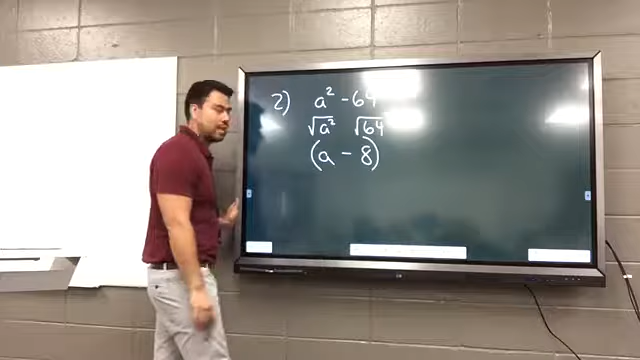 2) a² - 64
√a² √64
(a - 8)